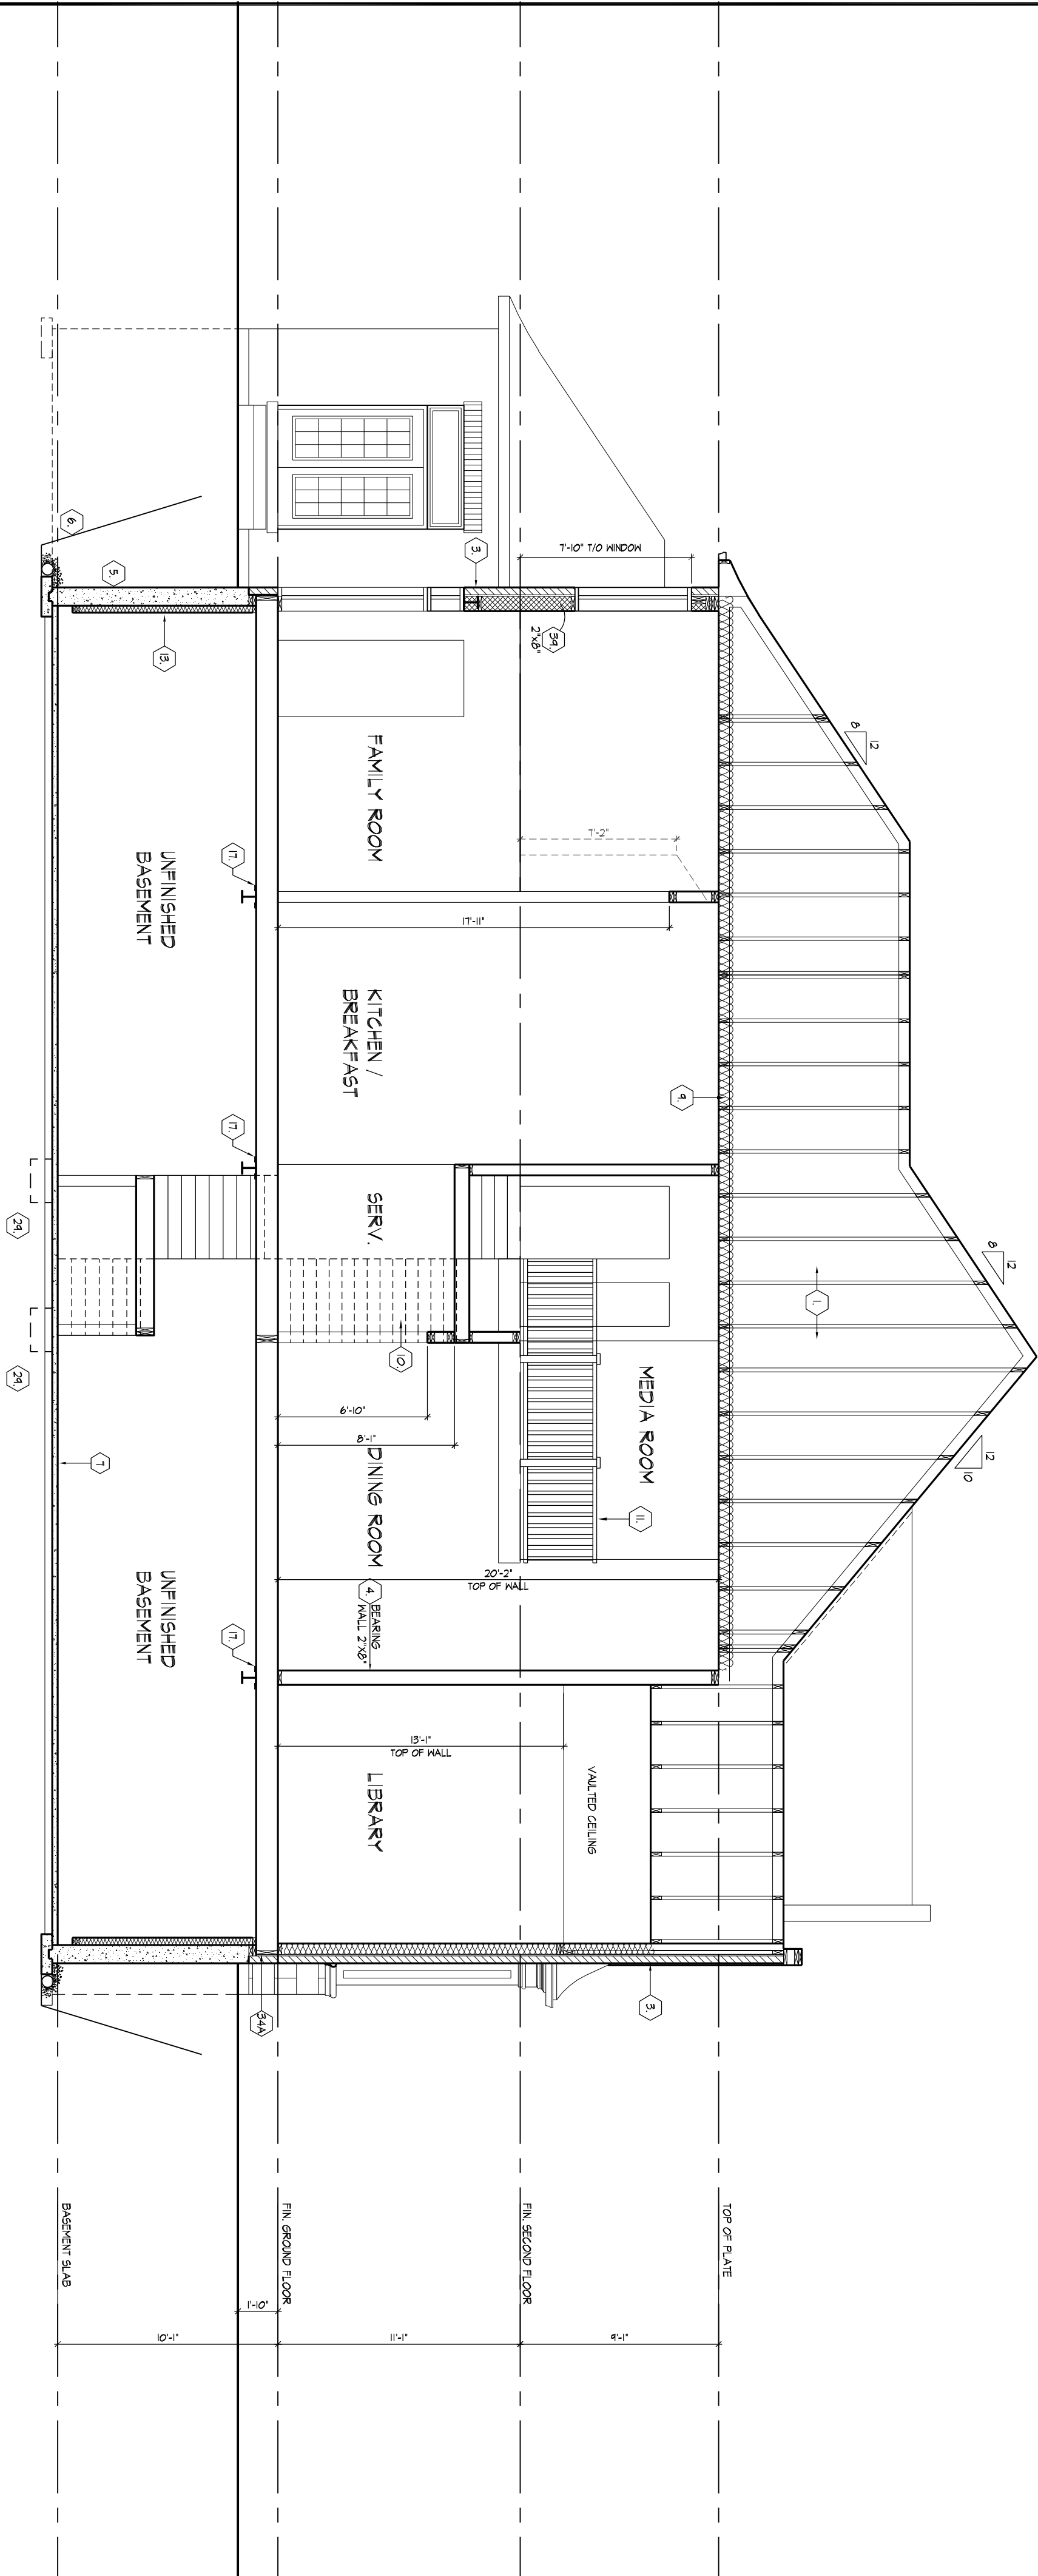 12
8
12
8
12
10
1.
7'-10" T/O WINDOW
3.
39.
2"x8"
7'-2"
17'-11"
9.
FAMILY ROOM
KITCHEN /
BREAKFAST
SERV.
10.
MEDIA ROOM
11.
6'-10"
8'-1"
DINING ROOM
20'-2"
TOP OF WALL
4.
BEARING
WALL 2"X8"
13'-1"
TOP OF WALL
VAULTED CEILING
LIBRARY
3.
34A
6.
5.
13.
UNFINISHED
BASEMENT
17.
17.
17.
29.
29.
7
UNFINISHED
BASEMENT
TOP OF PLATE
9'-1"
FIN. SECOND FLOOR
11'-1"
FIN. GROUND FLOOR
1'-10"
10'-1"
BASEMENT SLAB